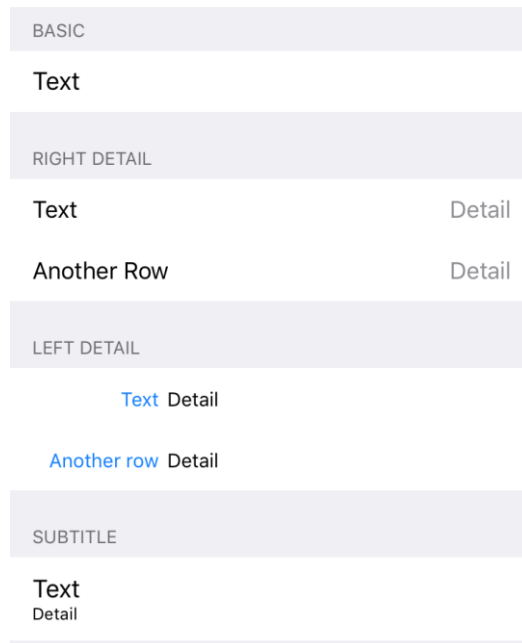 BASIC
Text
RIGHT DETAIL
Text Detail
Another Row Detail
LEFT DETAIL
Text Detail
Another row Detail
SUBTITLE
Text
Detail